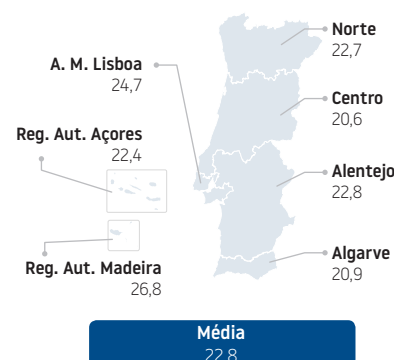 Norte
22,7
A. M. Lisboa
24,7
Centro
20,6
Reg. Aut. Açores
22,4
Alentejo
22,8
Algarve
20,9
Reg. Aut. Madeira
26,8
Média
22,8